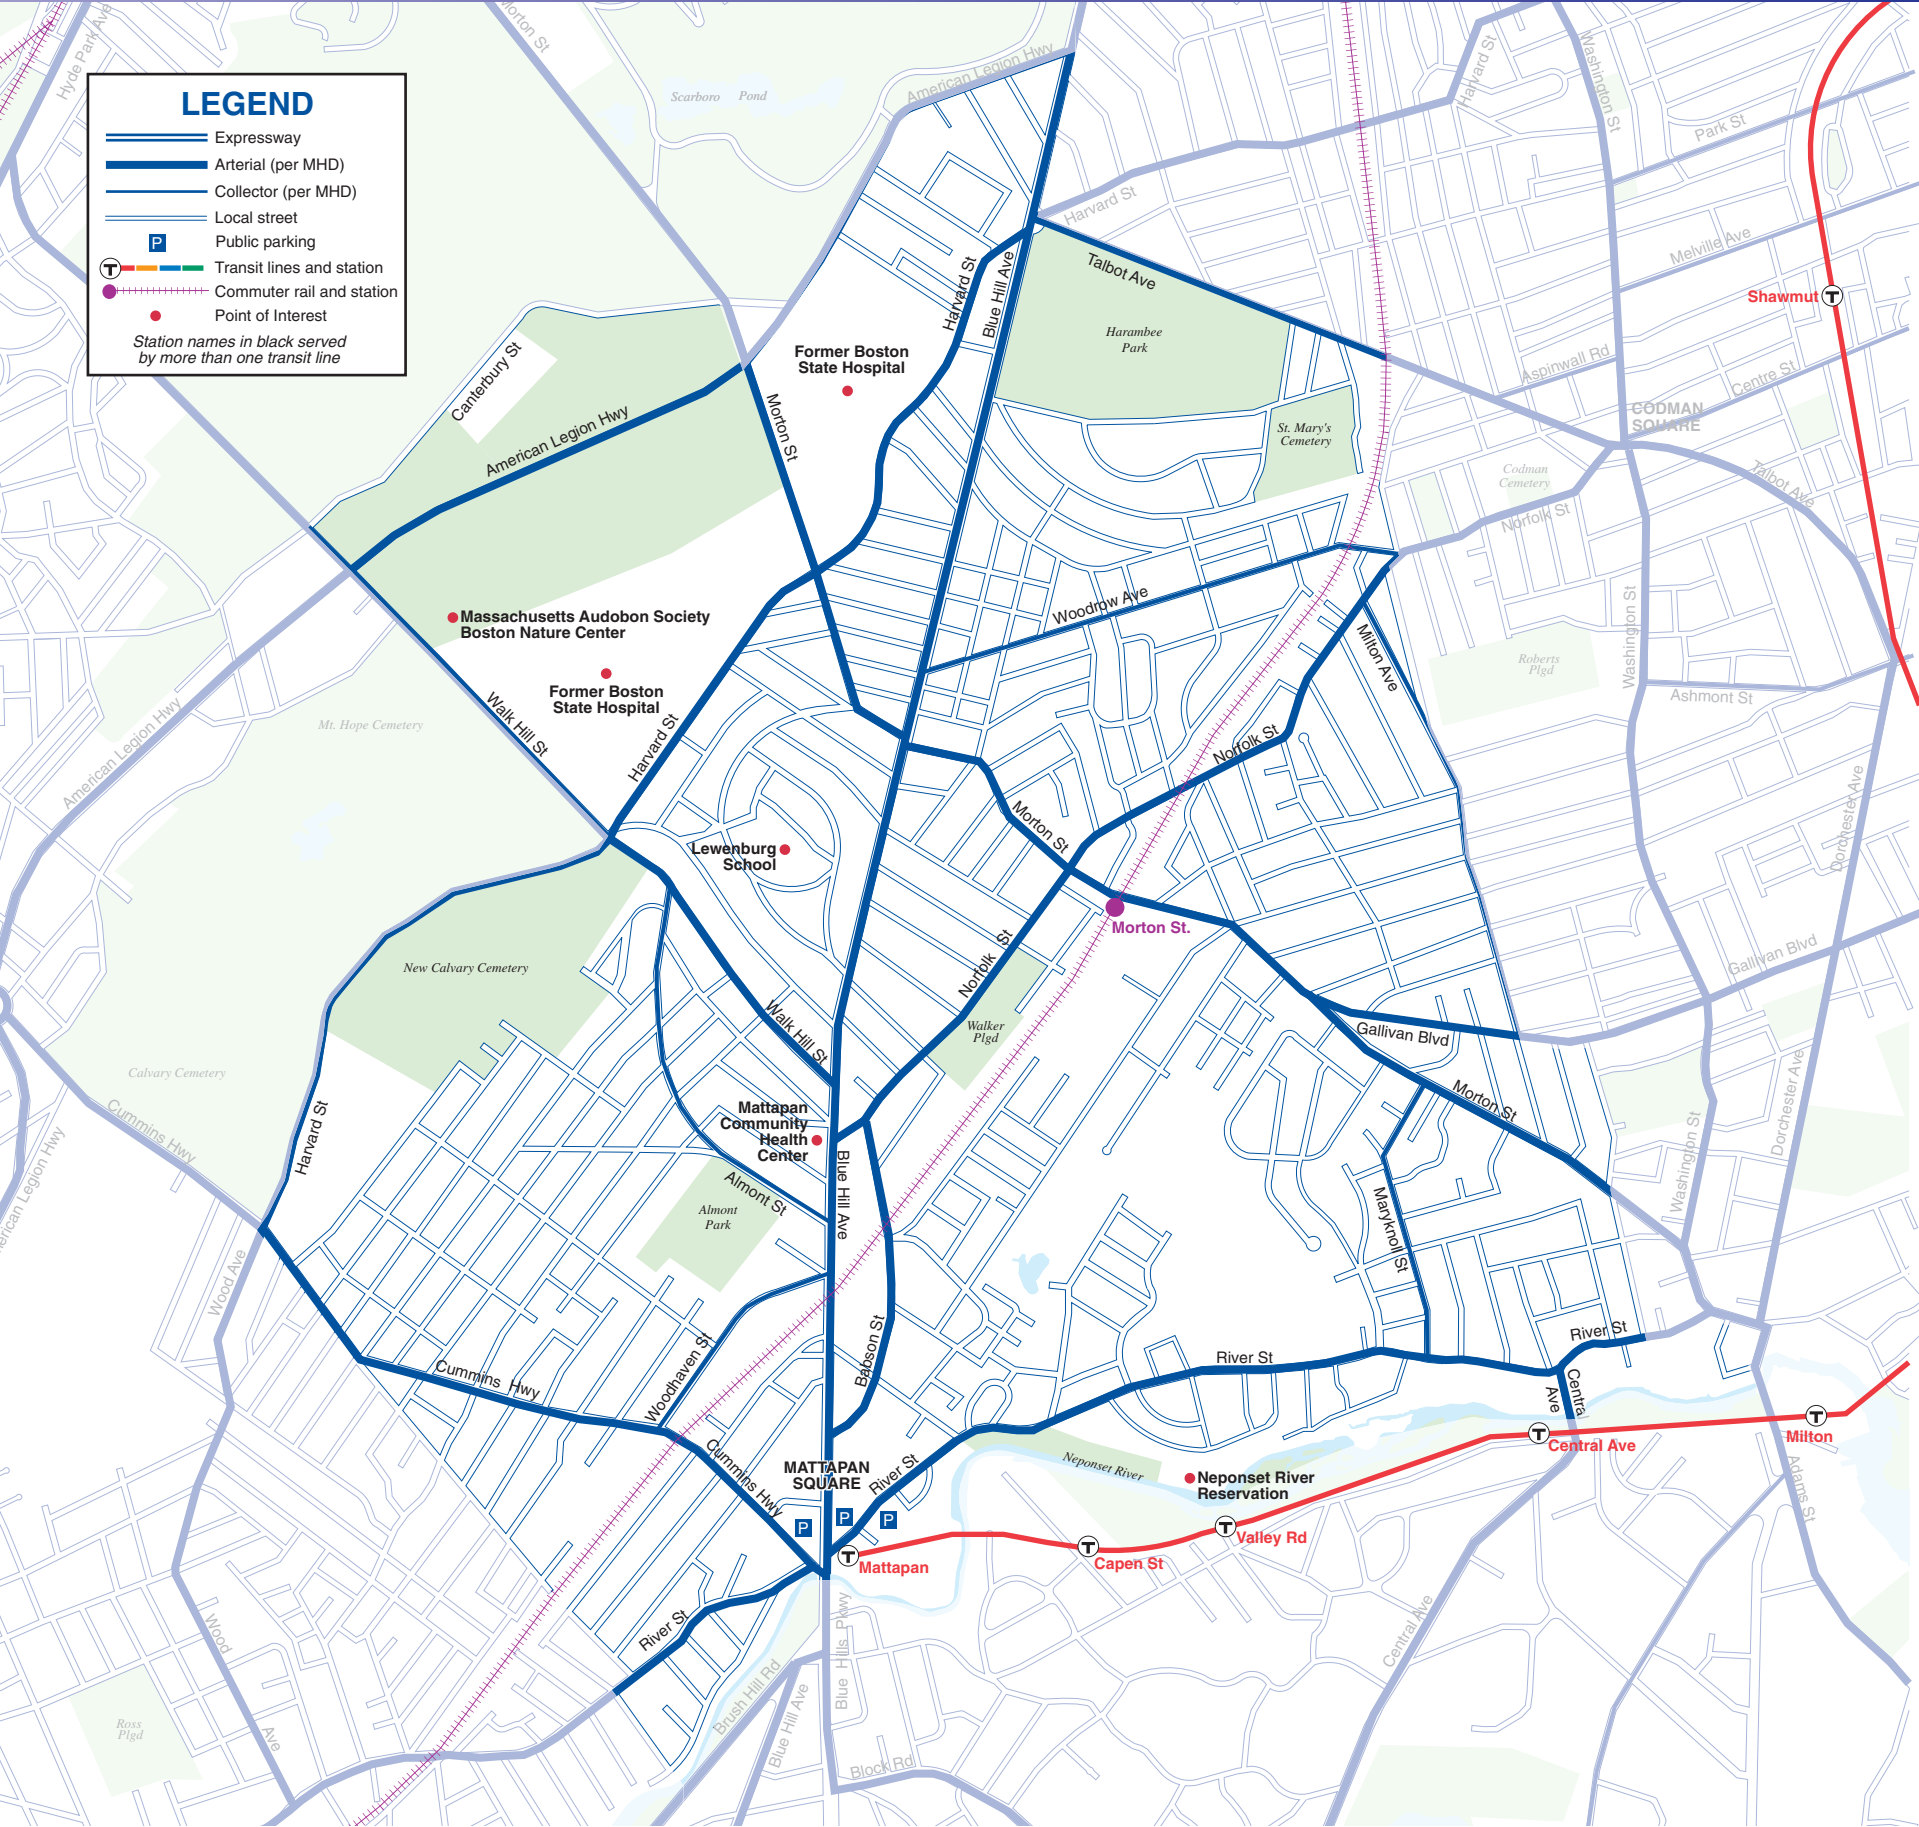 LEGEND
Expressway
Arterial (per MHD)
Collector (per MHD)
Local street
P
Public parking
T
Transit lines and station
Commuter rail and station
Point of Interest
Station names in black served
by more than one transit line
Hyde Park Ave
Morton St
Scarboro Pond
American Legion Hwy
Harvard St
Washington St
Park St
Harvard St
Melville Ave
Talbot Ave
Harvard St
Blue Hill Ave
Harambee
Park
T
Shawmut
Canterbury St
Former Boston
State Hospital
Aspinwall Rd
Centre St
CODMAN
SQUARE
American Legion Hwy
Morton St
St. Mary's
Cemetery
Codman
Cemetery
Talbot Ave
Norfolk St
Massachusetts Audobon Society
Boston Nature Center
Woodrow Ave
Washington St
Milton Ave
Roberts
Plgd
Former Boston
State Hospital
Ashmont St
Walk Hill St
Mt. Hope Cemetery
American Legion Hwy
Harvard St
Norfolk St
Morton St
Dorchester Ave
Lewenburg
School
Morton St.
Norfolk St
Gallivan Blvd
New Calvary Cemetery
Walk Hill St
Walker
Plgd
Gallivan Blvd
Calvary Cemetery
Cummins Hwy
Harvard St
Mattapan
Community
Health
Center
Morton St
Dorchester Ave
Washington St
American Legion Hwy
Blue Hill Ave
Almont St
Almont
Park
Maryknoll St
Wood Ave
Babson St
Woodhaven St
Cummins Hwy
River St
River St
Central
Ave
T
Central Ave
T
Milton
Cummins Hwy
MATTAPAN
SQUARE
River St
Neponset River
Neponset River
Reservation
Adams St
P
P
P
T
Mattapan
T
Capen St
T
Valley Rd
River St
Wood
Ave
Blue Hills Pkwy
Brush Hill Rd
Blue Hill Ave
Central Ave
Ross
Plgd
Block Rd